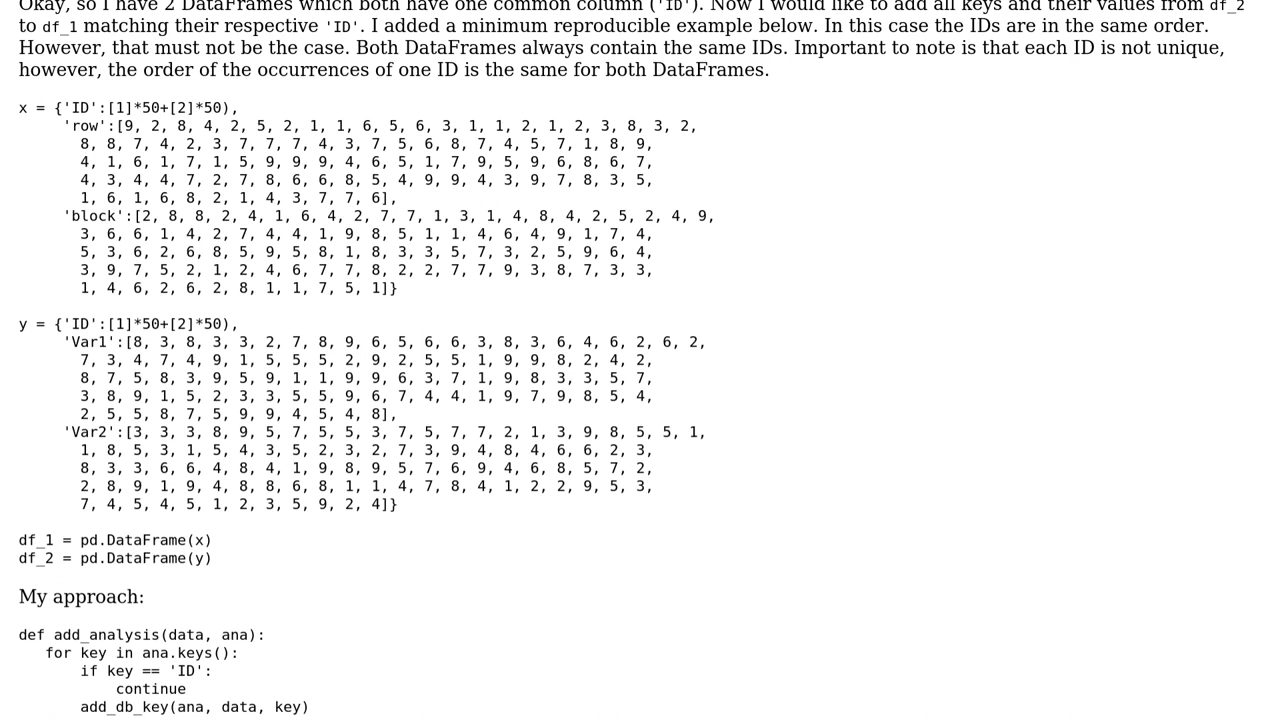 Okay, so I have 2 DataFrames which both have one common column ('ID'). Now I would like to add all keys and their values from df_2
to df_1 matching their respective 'ID'. I added a minimum reproducible example below. In this case the IDs are in the same order.
However, that must not be the case. Both DataFrames always contain the same IDs. Important to note is that each ID is not unique,
however, the order of the occurrences of one ID is the same for both DataFrames.
x = {'ID':[1]*50+[2]*50),
     'row':[9, 2, 8, 4, 2, 5, 2, 1, 1, 6, 5, 6, 3, 1, 1, 2, 1, 2, 3, 8, 3, 2,
       8, 8, 7, 4, 2, 3, 7, 7, 7, 4, 3, 7, 5, 6, 8, 7, 4, 5, 7, 1, 8, 9,
       4, 1, 6, 1, 7, 1, 5, 9, 9, 9, 4, 6, 5, 1, 7, 9, 5, 9, 6, 8, 6, 7,
       4, 3, 4, 4, 7, 2, 7, 8, 6, 6, 8, 5, 4, 9, 9, 4, 3, 9, 7, 8, 3, 5,
       1, 6, 1, 6, 8, 2, 1, 4, 3, 7, 7, 6],
     'block':[2, 8, 8, 2, 4, 1, 6, 4, 2, 7, 7, 1, 3, 1, 4, 8, 4, 2, 5, 2, 4, 9,
       3, 6, 6, 1, 4, 2, 7, 4, 4, 1, 9, 8, 5, 1, 1, 4, 6, 4, 9, 1, 7, 4,
       5, 3, 6, 2, 6, 8, 5, 9, 5, 8, 1, 8, 3, 3, 5, 7, 3, 2, 5, 9, 6, 4,
       3, 9, 7, 5, 2, 1, 2, 4, 6, 7, 7, 8, 2, 2, 7, 7, 9, 3, 8, 7, 3, 3,
       1, 4, 6, 2, 6, 2, 8, 1, 1, 7, 5, 1]}
y = {'ID':[1]*50+[2]*50),
     'Var1':[8, 3, 8, 3, 3, 2, 7, 8, 9, 6, 5, 6, 6, 3, 8, 3, 6, 4, 6, 2, 6, 2,
       7, 3, 4, 7, 4, 9, 1, 5, 5, 5, 2, 9, 2, 5, 5, 1, 9, 9, 8, 2, 4, 2,
       8, 7, 5, 8, 3, 9, 5, 9, 1, 1, 9, 9, 6, 3, 7, 1, 9, 8, 3, 3, 5, 7,
       3, 8, 9, 1, 5, 2, 3, 3, 5, 5, 9, 6, 7, 4, 4, 1, 9, 7, 9, 8, 5, 4,
       2, 5, 5, 8, 7, 5, 9, 9, 4, 5, 4, 8],
     'Var2':[3, 3, 3, 8, 9, 5, 7, 5, 5, 3, 7, 5, 7, 7, 2, 1, 3, 9, 8, 5, 5, 1,
       1, 8, 5, 3, 1, 5, 4, 3, 5, 2, 3, 2, 7, 3, 9, 4, 8, 4, 6, 6, 2, 3,
       8, 3, 3, 6, 6, 4, 8, 4, 1, 9, 8, 9, 5, 7, 6, 9, 4, 6, 8, 5, 7, 2,
       2, 8, 9, 1, 9, 4, 8, 8, 6, 8, 1, 1, 4, 7, 8, 4, 1, 2, 2, 9, 5, 3,
       7, 4, 5, 4, 5, 1, 2, 3, 5, 9, 2, 4]}
df_1 = pd.DataFrame(x)
df_2 = pd.DataFrame(y)
My approach:
def add_analysis(data, ana):
   for key in ana.keys():
       if key == 'ID':
           continue
       add_db_key(ana, data, key)